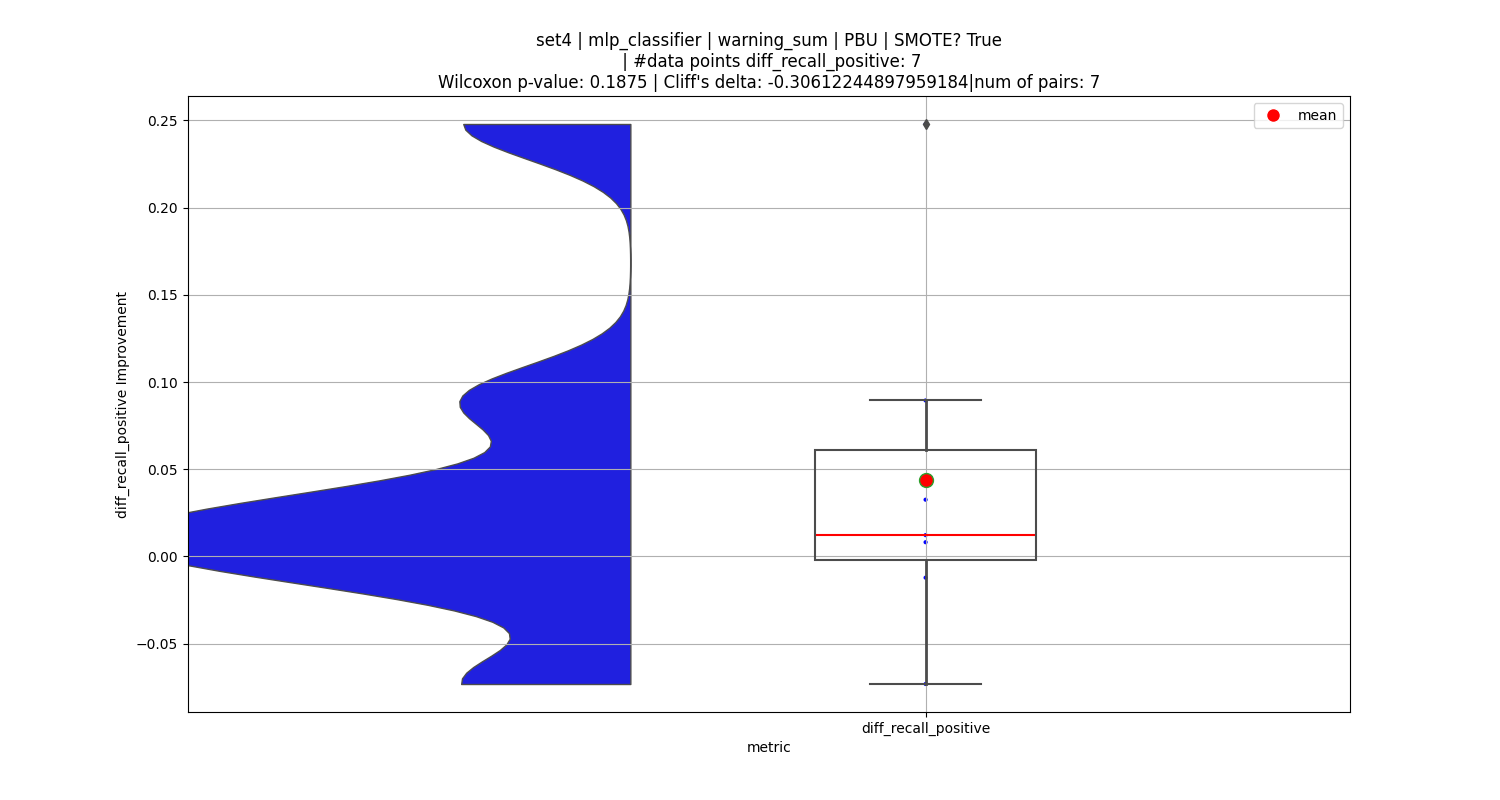 set4 | mlp_classifier | warning_sum | PBU | SMOTE? True
| #data points diff_recall_positive: 7
Wilcoxon p-value: 0.1875 | Cliff's delta: -0.30612244897959184|num of pairs: 7
mean
0.25
0.20
0.15
0.10
0.05
0.00
−0.05
diff_recall_positive Improvement
diff_recall_positive
metric